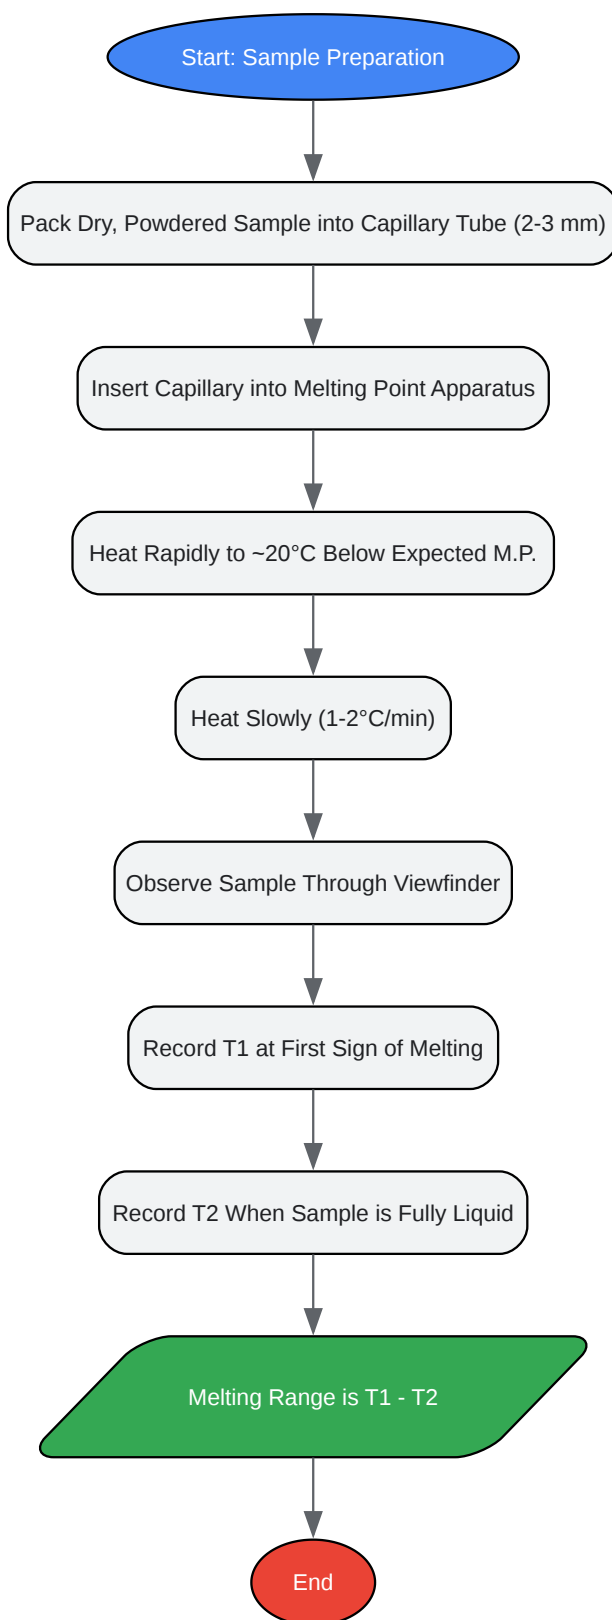 Start: Sample Preparation
Pack Dry, Powdered Sample into Capillary Tube (2-3 mm)
Insert Capillary into Melting Point Apparatus
Heat Rapidly to ~20°C Below Expected M.P.
Heat Slowly (1-2°C/min)
Observe Sample Through Viewfinder
Record T1 at First Sign of Melting
Record T2 When Sample is Fully Liquid
Melting Range is T1 - T2
End